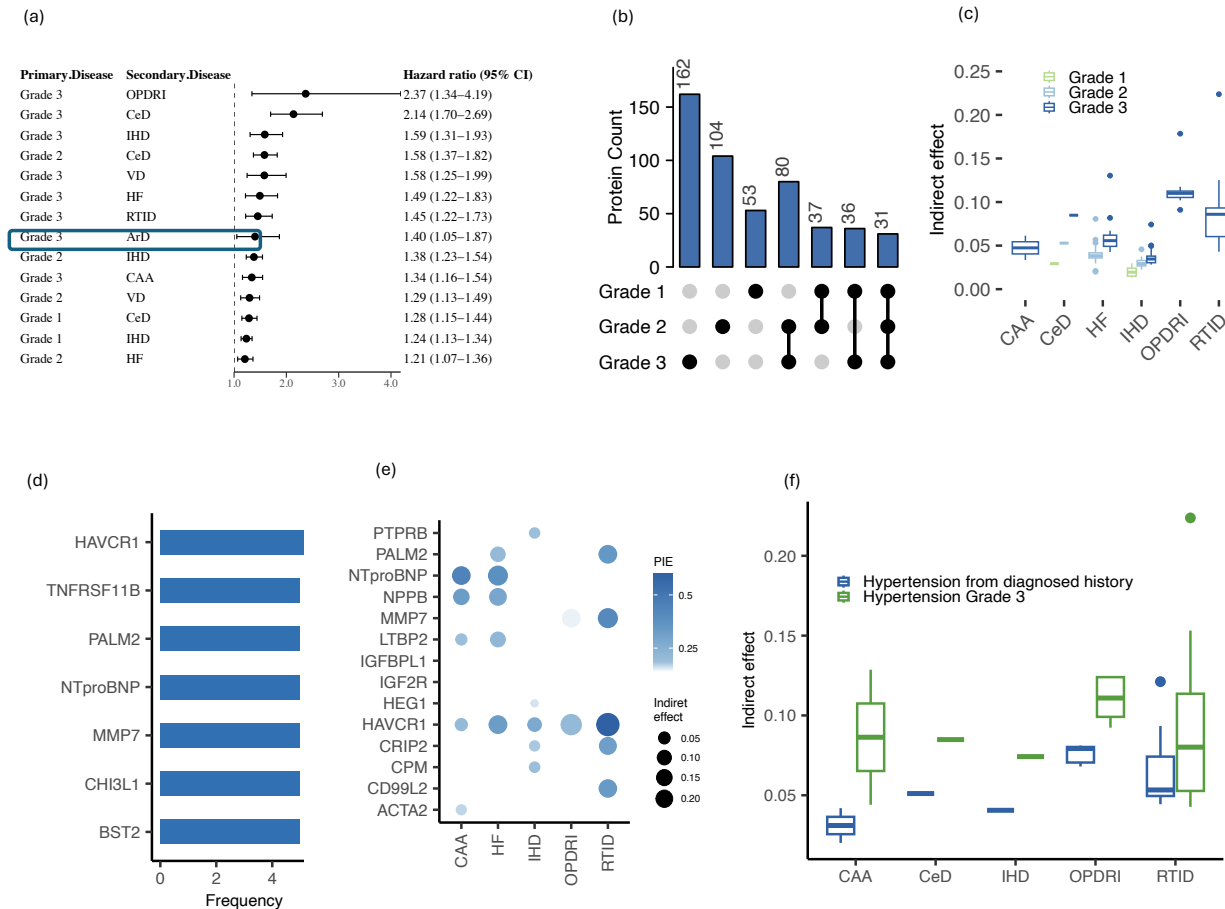 (a)
Primary.Disease Secondary.Disease Hazard ratio (95% CI)
Grade 3 OPDRI 2.37 (1.34−4.19)
Grade 3 CeD 2.14 (1.70−2.69)
Grade 3 IHD 1.59 (1.31−1.93)
Grade 2 CeD 1.58 (1.37−1.82)
Grade 3 VD 1.58 (1.25−1.99)
Grade 3 HF 1.49 (1.22−1.83)
Grade 3 RTID 1.45 (1.22−1.73)
Grade 3 ArD 1.40 (1.05−1.87)
Grade 2 IHD 1.38 (1.23−1.54)
Grade 3 CAA 1.34 (1.16−1.54)
Grade 2 VD 1.29 (1.13−1.49)
Grade 1 CeD 1.28 (1.15−1.44)
Grade 1 IHD 1.24 (1.13−1.34)
Grade 2 HF 1.21 (1.07−1.36)
1.0 2.0 4.0
(b)
Protein Count
150
100
50
0
162 104 53 80 37 36 31
Grade 1
Grade 2
Grade 3
(c)
Indirect effect
0.25
0.20
0.15
0.10
0.05
0.00
Grade 1
Grade 2
Grade 3
CAA CeD HF IHD OPDRI RTID
(d)
HAVCR1
TNFRSF11B
PALM2
NTproBNP
MMP7
CHI3L1
BST2
0 2 4
Frequency
(e)
PTPRB
PALM2
NTproBNP
NPPB
MMP7
LTBP2
IGFBPL1
IGF2R
HEG1
HAVCR1
CRIP2
CPM
CD99L2
ACTA2
CAA HF IHD OPDRI RTID
PIE
0.5
0.25
Indiret
effect
0.05
0.10
0.15
0.20
(f)
Indirect effect
0.20
0.15
0.10
0.05
Hypertension from diagnosed history
Hypertension Grade 3
CAA CeD IHD OPDRI RTID